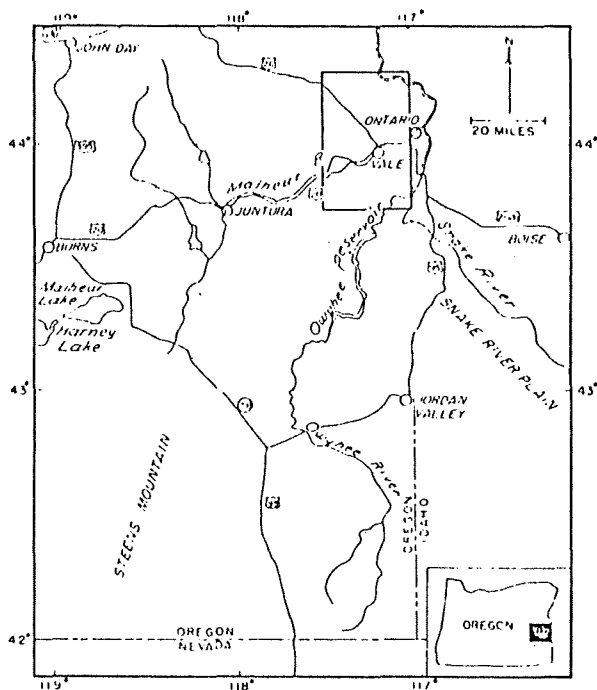 119°
118°
117°
JOHN DAY
N
20 MILES
ONTARIO
44°
44°
VALE
Malheur
JUNTURA
BURNS
BOISE
Owyhee Reservoir
Snake River
Malheur
Lake
Harney
Lake
SNAKE RIVER PLAIN
43°
43°
JORDAN
VALLEY
Owyhee River
STEENS MOUNTAIN
OREGON
IDAHO
OREGON
42°
42°
OREGON
NEVADA
119°
118°
117°